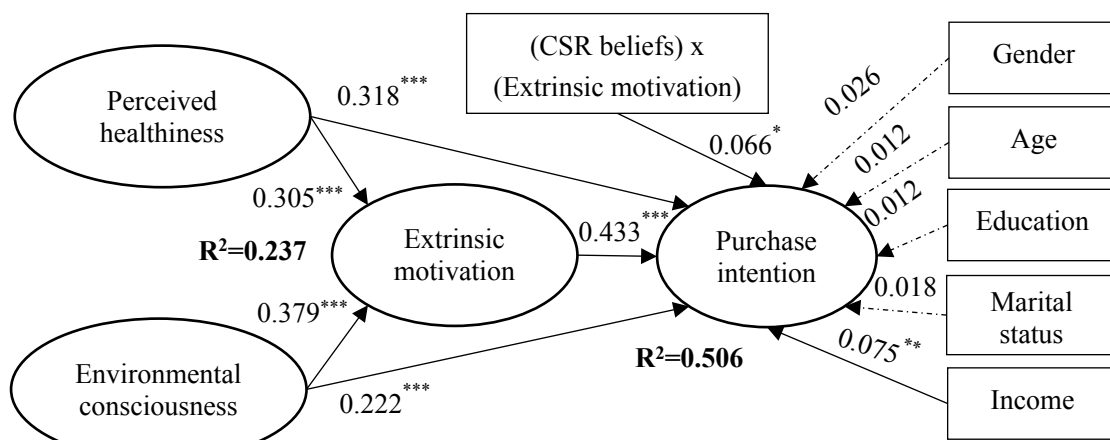 (CSR beliefs) x
(Extrinsic motivation)
Gender
Perceived
healthiness
0.318***
0.026
0.066*
0.012
Age
0.305***
0.012
Extrinsic
motivation
0.433***
Purchase
intention
Education
R²=0.237
0.379***
0.018
Marital
status
Environmental
consciousness
0.222***
R²=0.506
0.075**
Income